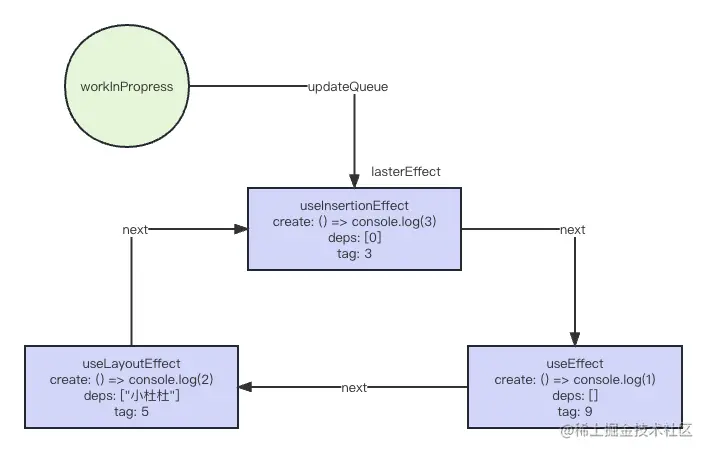 workInPropress
updateQueue
lasterEffect
useInsertionEffect
create: () => console.log(3)
deps: [0]
tag: 3
next
next
useLayoutEffect
create: () => console.log(2)
deps: ["小杜杜"]
tag: 5
next
useEffect
create: () => console.log(1)
deps: []
tag: 9
@稀土掘金技术社区